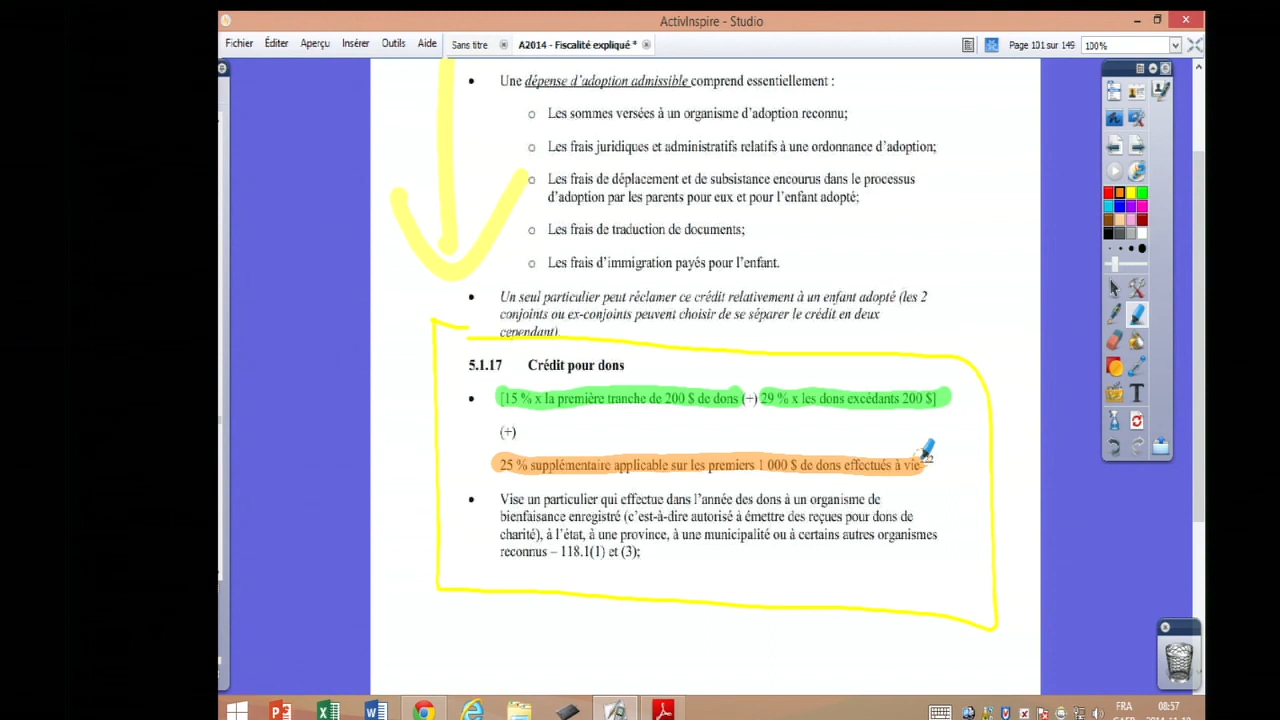 ActivInspire - Studio
Fichier Éditer Aperçu Insérer Outils Aide Sans titre A2014 - Fiscalité expliqué * Page 101 sur 149 100%
• Une dépense d'adoption admissible comprend essentiellement :
o Les sommes versées à un organisme d'adoption reconnu;
o Les frais juridiques et administratifs relatifs à une ordonnance d'adoption;
o Les frais de déplacement et de subsistance encourus dans le processus
d'adoption par les parents pour eux et pour l'enfant adopté;
o Les frais de traduction de documents;
o Les frais d'immigration payés pour l'enfant.
• Un seul particulier peut réclamer ce crédit relativement à un enfant adopté (les 2
conjoints ou ex-conjoints peuvent choisir de se séparer le crédit en deux
cependant).
5.1.17 Crédit pour dons
• [15 % x la première tranche de 200 $ de dons (+) 29 % x les dons excédants 200 $]
(+)
25 % supplémentaire applicable sur les premiers 1 000 $ de dons effectués à vie
• Vise un particulier qui effectue dans l'année des dons à un organisme de
bienfaisance enregistré (c'est-à-dire autorisé à émettre des reçues pour dons de
charité), à l'état, à une province, à une municipalité ou à certains autres organismes
reconnus – 118.1(1) et (3);
FRA 08:57